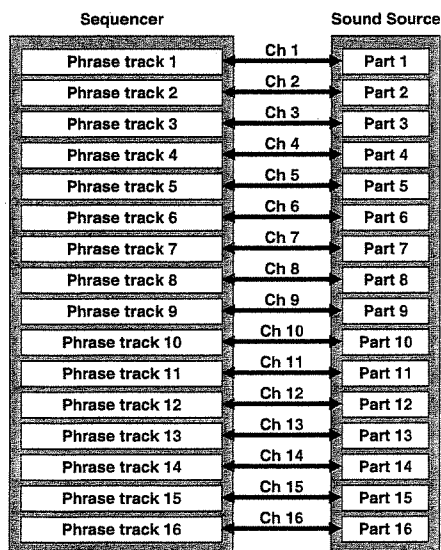 Sequencer Sound Source
Phrase track 1 Ch 1 Part 1
Phrase track 2 Ch 2 Part 2
Phrase track 3 Ch 3 Part 3
Phrase track 4 Ch 4 Part 4
Phrase track 5 Ch 5 Part 5
Phrase track 6 Ch 6 Part 6
Phrase track 7 Ch 7 Part 7
Phrase track 8 Ch 8 Part 8
Phrase track 9 Ch 9 Part 9
Phrase track 10 Ch 10 Part 10
Phrase track 11 Ch 11 Part 11
Phrase track 12 Ch 12 Part 12
Phrase track 13 Ch 13 Part 13
Phrase track 14 Ch 14 Part 14
Phrase track 15 Ch 15 Part 15
Phrase track 16 Ch 16 Part 16